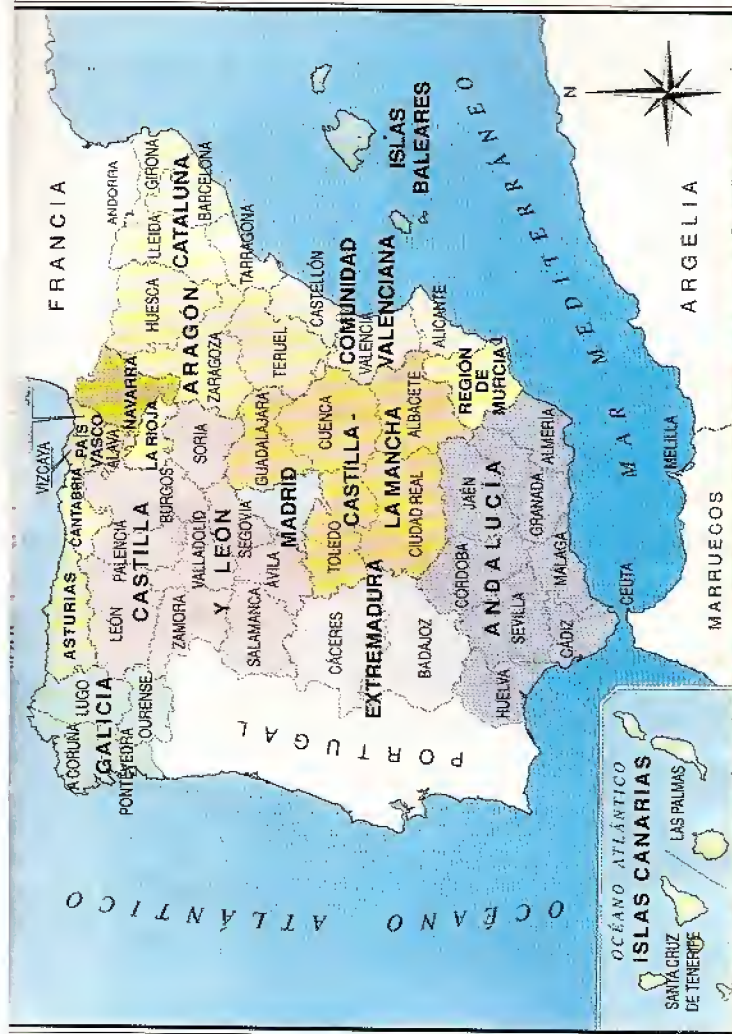 FRANCIA
VIZCAYA
ANDORRA
ASTURIAS
CANTABRIA
PAÍS
VASCO
ÁLAVA
NAVARRA
LA RIOJA
A CORUÑA
LUGO
GALICIA
PONTEVEDRA
OURENSE
LEÓN
PALENCIA
BURGOS
CASTILLA
Y LEÓN
ZAMORA
VALLADOLID
SORIA
SEGOVIA
ÁVILA
SALAMANCA
HUESCA
ARAGÓN
ZARAGOZA
TERUEL
LLEIDA
GIRONA
CATALUÑA
BARCELONA
TARRAGONA
MADRID
GUADALAJARA
CUENCA
TOLEDO
CASTILLA -
LA MANCHA
CIUDAD REAL
ALBACETE
CASTELLÓN
COMUNIDAD
VALENCIA
VALENCIANA
ALICANTE
ISLAS
BALEARES
PORTUGAL
CÁCERES
EXTREMADURA
BADAJOZ
REGIÓN
DE
MURCIA
HUELVA
SEVILLA
CÓRDOBA
JAÉN
ANDALUCÍA
GRANADA
ALMERÍA
MÁLAGA
CÁDIZ
CEUTA
MELILLA
MAR MEDITERRÁNEO
OCÉANO ATLÁNTICO
MARRUECOS
ARGELIA
N
OCÉANO ATLÁNTICO
ISLAS CANARIAS
SANTA CRUZ
DE TENERIFE
LAS PALMAS